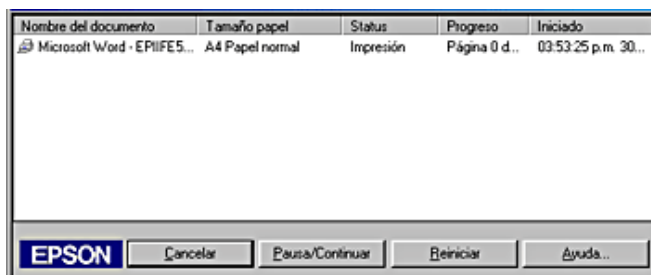 Nombre del documento Tamaño papel Status Progreso Iniciado
Microsoft Word - EPIIFE5... A4 Papel normal Impresión Página 0 d... 03:53:25 p.m. 30...
EPSON Cancelar Pausa/Continuar Reiniciar Ayuda...